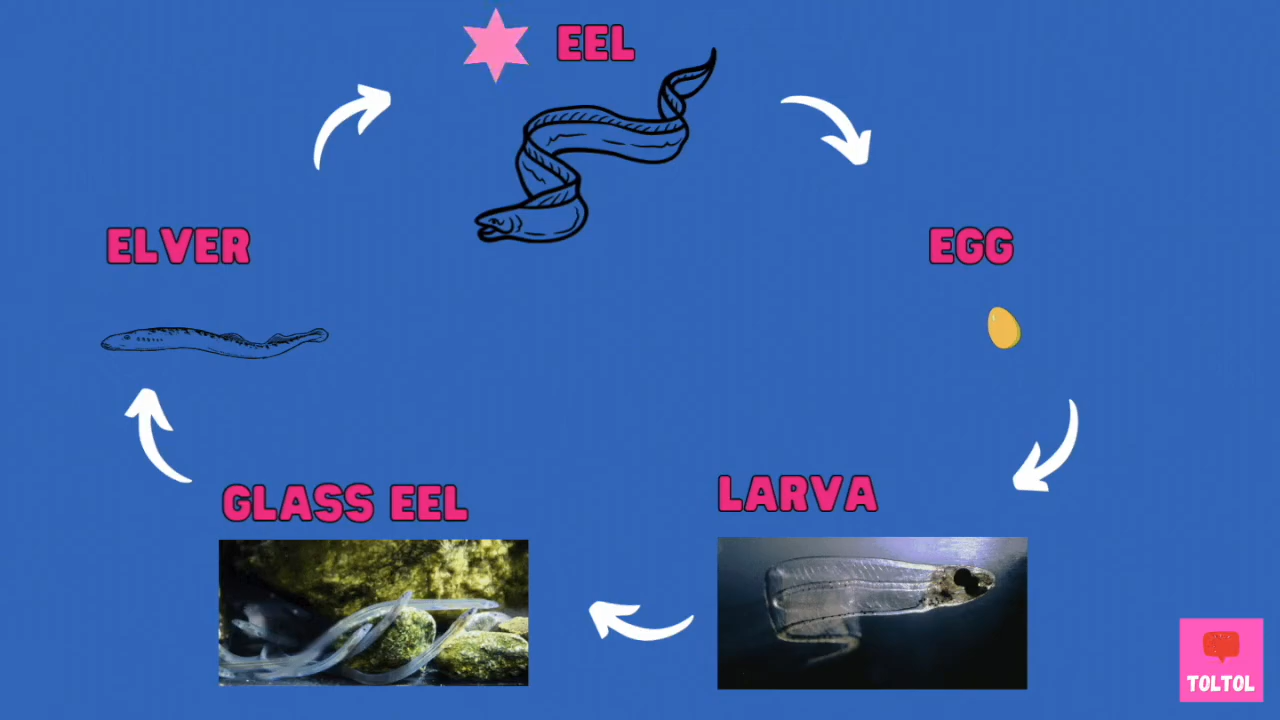 EEL
ELVER
EGG
GLASS EEL
LARVA
TOLTOL